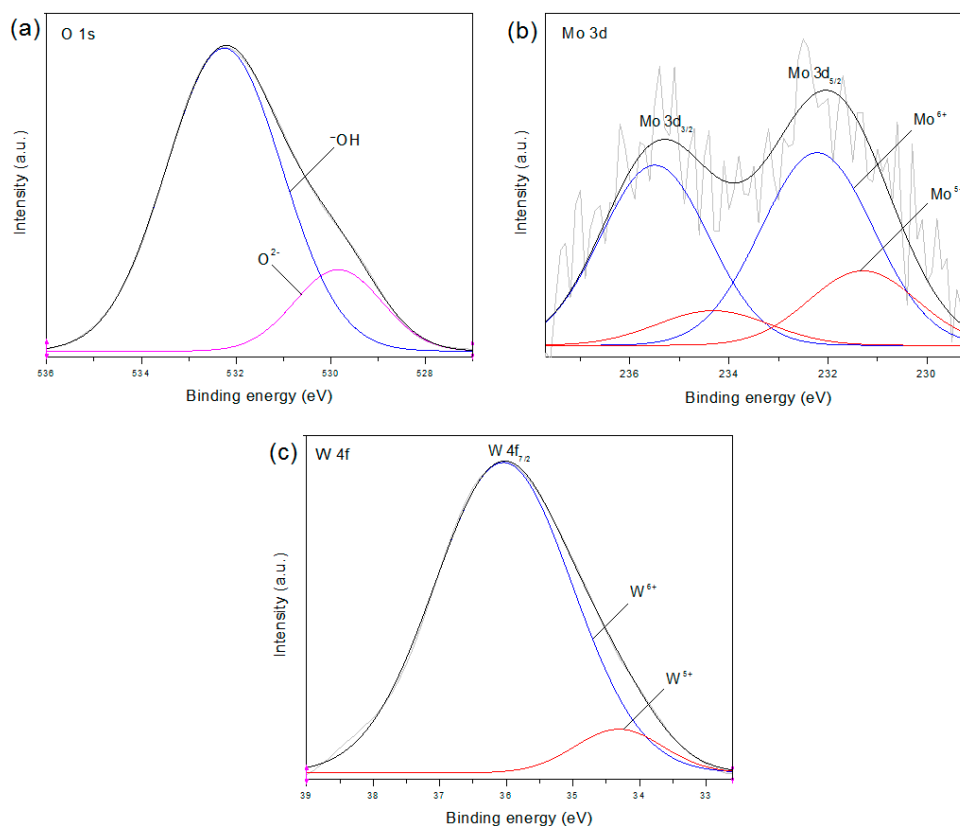 (a) O 1s
⁻OH
O²⁻
Intensity (a.u.)
536 534 532 530 528
Binding energy (eV)
(b) Mo 3d
Mo 3d₃/₂
Mo 3d₅/₂
Mo⁶⁺
Mo⁵
Intensity (a.u.)
236 234 232 230
Binding energy (eV)
(c) W 4f
W 4f₇/₂
W⁶⁺
W⁵⁺
Intensity (a.u.)
39 38 37 36 35 34 33
Binding energy (eV)